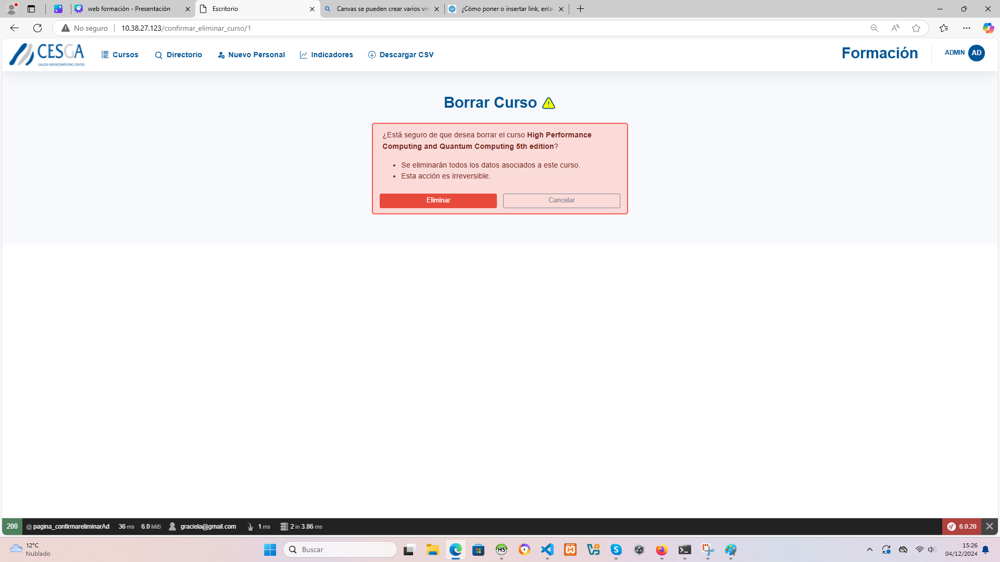 web formación - Presentación
Escritorio
Canvas se pueden crear varios vín
¿Cómo poner o insertar link, enla
No seguro
10.38.27.123/confirmar_eliminar_curso/1
CESGA
GALICIA SUPERCOMPUTING CENTER
Cursos
Directorio
Nuevo Personal
Indicadores
Descargar CSV
Formación
ADMIN
AD
Borrar Curso
¿Está seguro de que desea borrar el curso High Performance
Computing and Quantum Computing 5th edition?
• Se eliminarán todos los datos asociados a este curso.
• Esta acción es irreversible.
Eliminar
Cancelar
200 @ pagina_confirmareliminarAd 36 ms 6.0 MiB graciela@gmail.com 1 ms 2 in 3.86 ms
sf 6.0.20
12°C
Nublado
Buscar
HS
15:26
04/12/2024